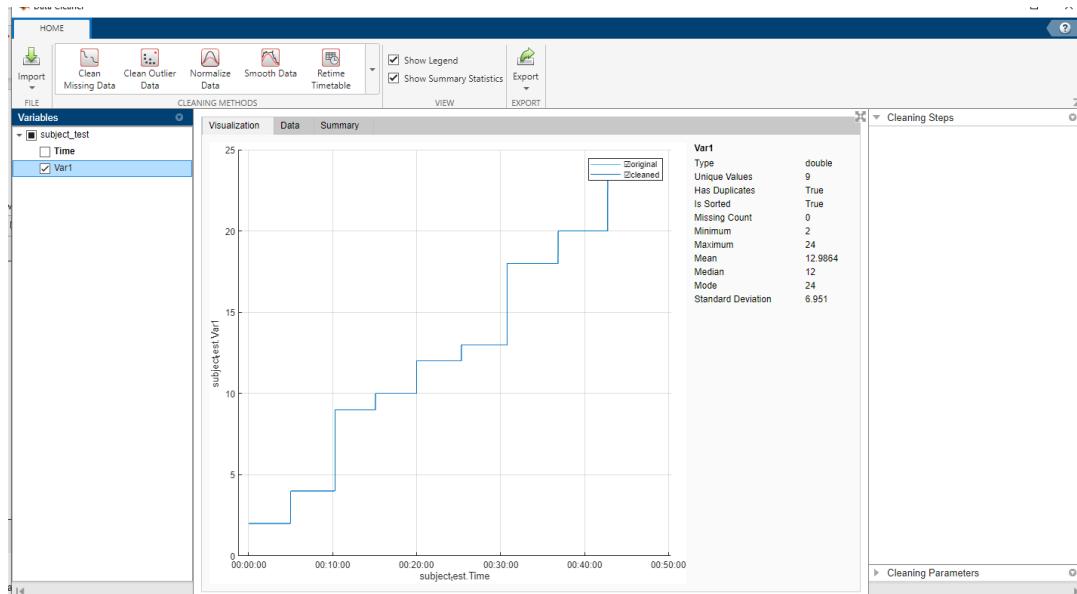 Data Cleaner
HOME
?
Import
Clean Missing Data
Clean Outlier Data
Normalize Data
Smooth Data
Retime Timetable
Show Legend
Show Summary Statistics
Export
FILE
CLEANING METHODS
VIEW
EXPORT
Variables
subject_test
Time
Var1
Visualization Data Summary
25
20
15
10
5
0
subjecttest.Var1
original
cleaned
00:00:00 00:10:00 00:20:00 00:30:00 00:40:00 00:50:00
subjecttest.Time
Var1
Type double
Unique Values 9
Has Duplicates True
Is Sorted True
Missing Count 0
Minimum 2
Maximum 24
Mean 12.9864
Median 12
Mode 24
Standard Deviation 6.951
Cleaning Steps
Cleaning Parameters